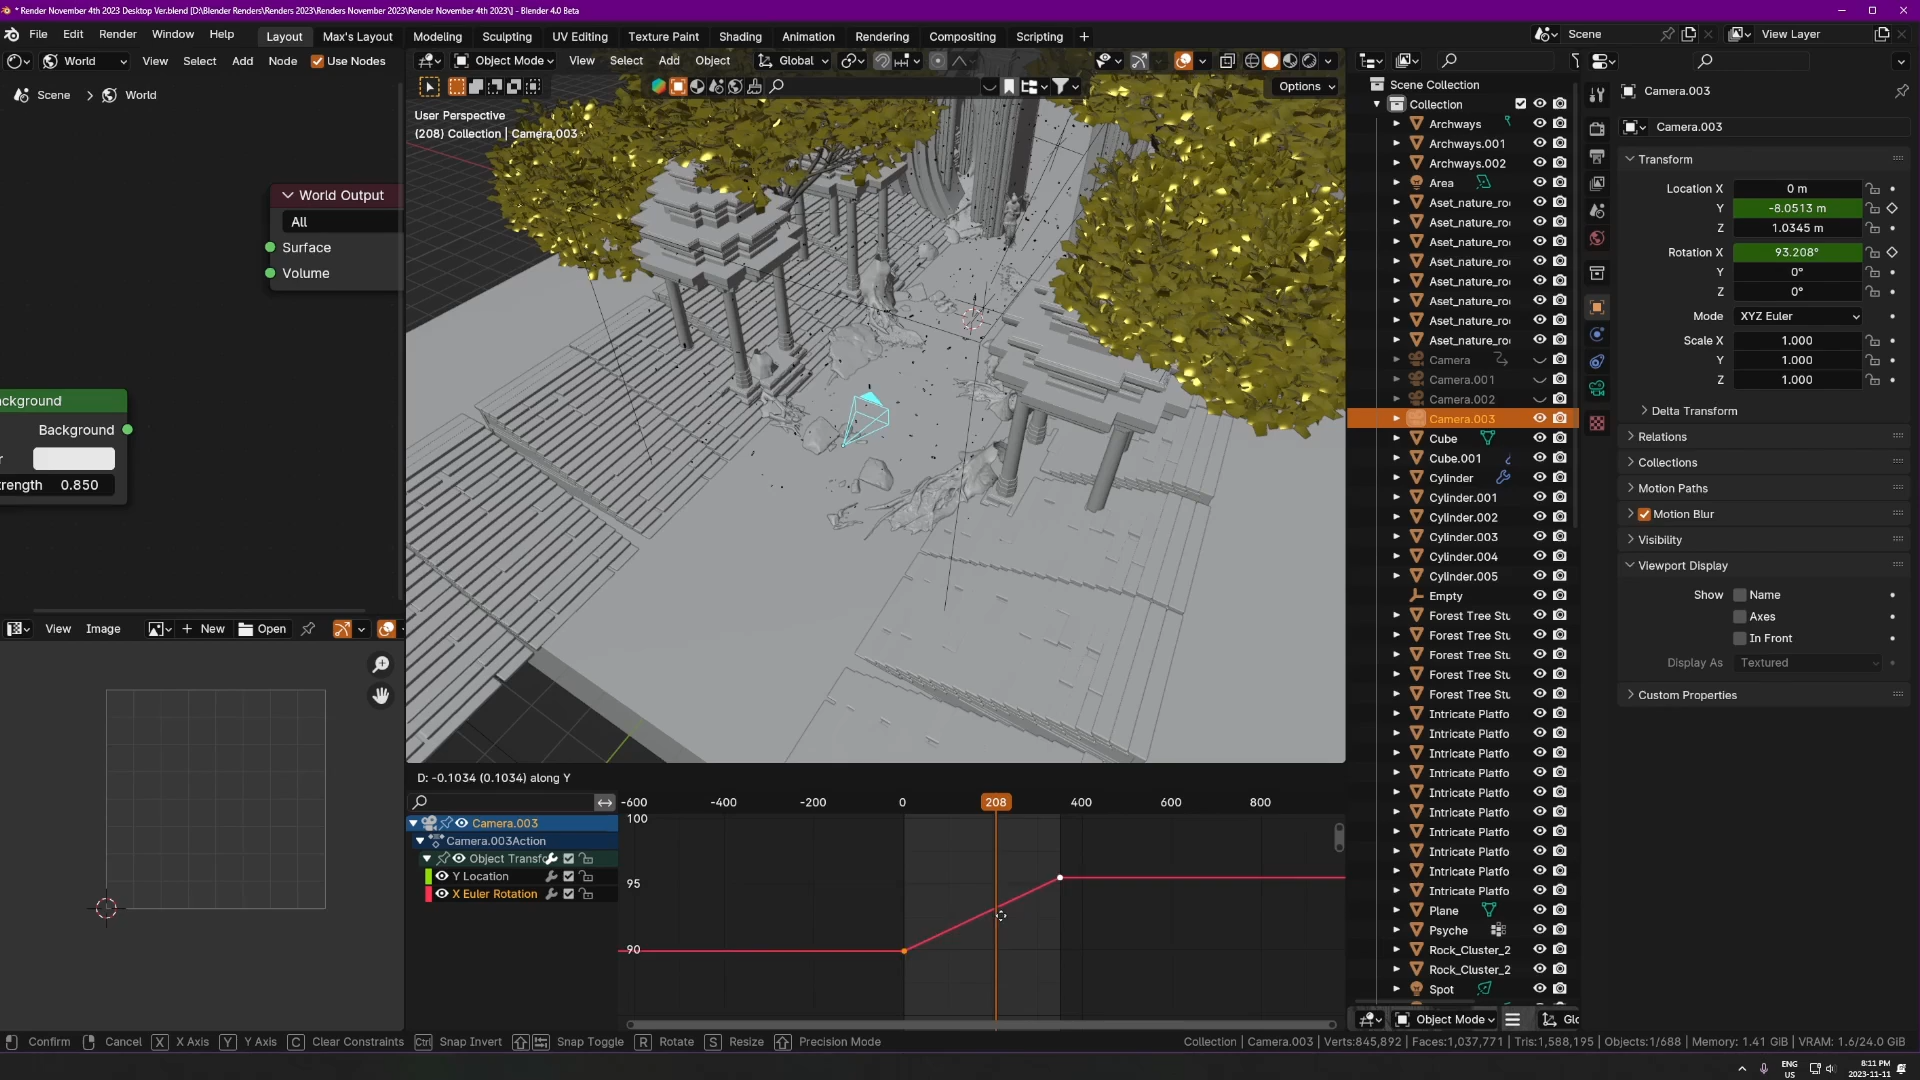 * Render November 4th 2023 Desktop Ver.blend [D:\Blender Renders\Renders 2023\Renders November 2023\Render November 4th 2023\] - Blender 4.0 Beta
File Edit Render Window Help Layout Max's Layout Modeling Sculpting UV Editing Texture Paint Shading Animation Rendering Compositing Scripting + Scene View Layer
World View Select Add Node Use Nodes
Object Mode View Select Add Object Global
Options
Scene > World
User Perspective
(208) Collection | Camera.003
World Output
All
Surface
Volume
ackground
Background
r
trength 0.850
View Image New Open
D: -0.1034 (0.1034) along Y
-600 -400 -200 0 208 400 600 800
100
95
90
Camera.003
Camera.003Action
Object Transfo
Y Location
X Euler Rotation
Scene Collection
Collection
Archways
Archways.001
Archways.002
Area
Aset_nature_ro
Aset_nature_ro
Aset_nature_ro
Aset_nature_ro
Aset_nature_ro
Aset_nature_ro
Aset_nature_ro
Aset_nature_ro
Camera
Camera.001
Camera.002
Camera.003
Cube
Cube.001
Cylinder
Cylinder.001
Cylinder.002
Cylinder.003
Cylinder.004
Cylinder.005
Empty
Forest Tree Stu
Forest Tree Stu
Forest Tree Stu
Forest Tree Stu
Forest Tree Stu
Intricate Platfo
Intricate Platfo
Intricate Platfo
Intricate Platfo
Intricate Platfo
Intricate Platfo
Intricate Platfo
Intricate Platfo
Intricate Platfo
Intricate Platfo
Plane
Psyche
Rock_Cluster_2
Rock_Cluster_2
Spot
Object Mode Glo
Camera.003
Camera.003
Transform
Location X 0 m
Y -8.0513 m
Z 1.0345 m
Rotation X 93.208°
Y 0°
Z 0°
Mode XYZ Euler
Scale X 1.000
Y 1.000
Z 1.000
Delta Transform
Relations
Collections
Motion Paths
Motion Blur
Visibility
Viewport Display
Show Name
Axes
In Front
Display As Textured
Custom Properties
Confirm Cancel X X Axis Y Y Axis C Clear Constraints Ctrl Snap Invert Snap Toggle R Rotate S Resize Precision Mode
Collection | Camera.003 | Verts:845,892 | Faces:1,037,771 | Tris:1,588,195 | Objects:1/688 | Memory: 1.41 GiB | VRAM: 1.6/24.0 GiB
ENG
US
8:11 PM
2023-11-11